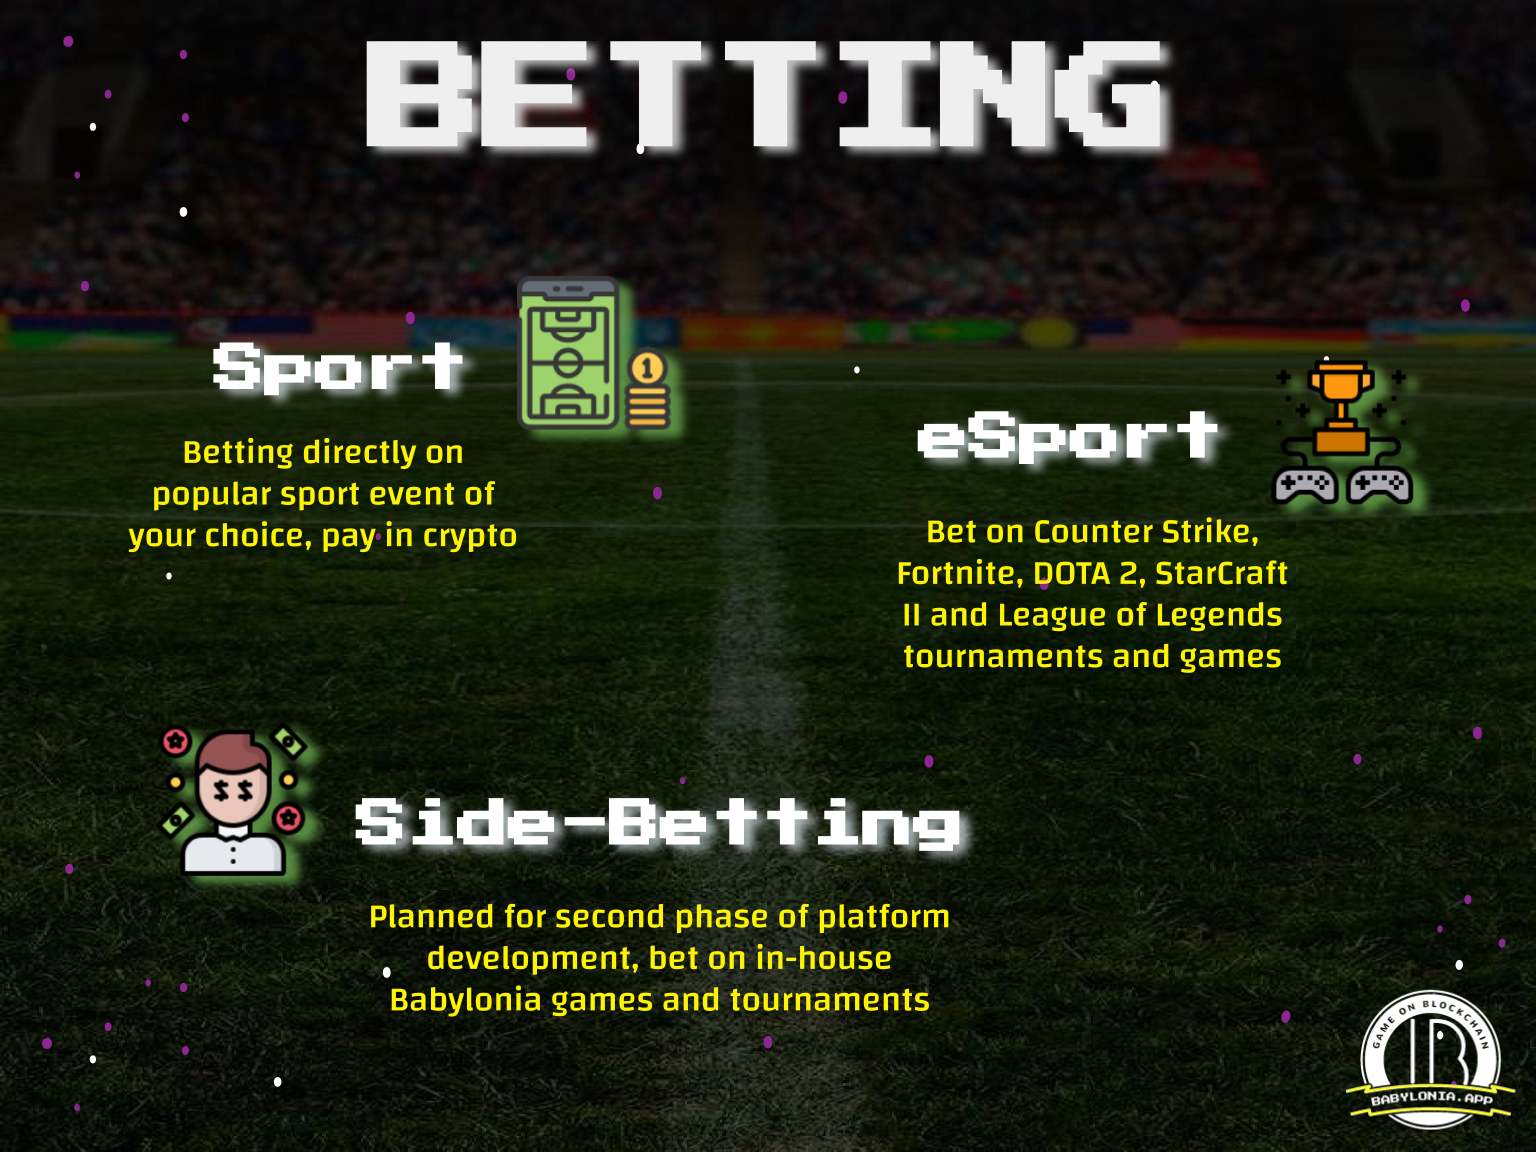 BETTING
Sport
Betting directly on
popular sport event of
your choice, pay in crypto
1
eSport
Bet on Counter Strike,
Fortnite, DOTA 2, StarCraft
II and League of Legends
tournaments and games
$ $
Side-Betting
Planned for second phase of platform
development, bet on in-house
Babylonia games and tournaments
GAME ON BLOCKCHAIN
B
BABYLONIA.APP